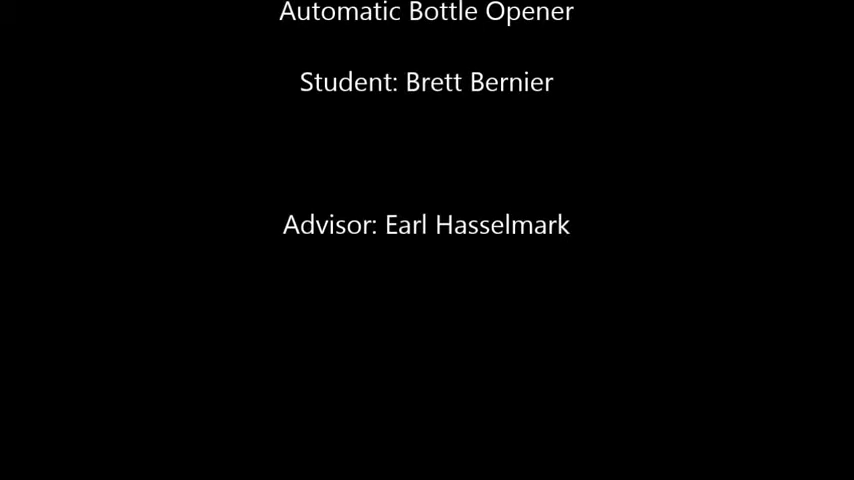 Automatic Bottle Opener
Student: Brett Bernier
Advisor: Earl Hasselmark